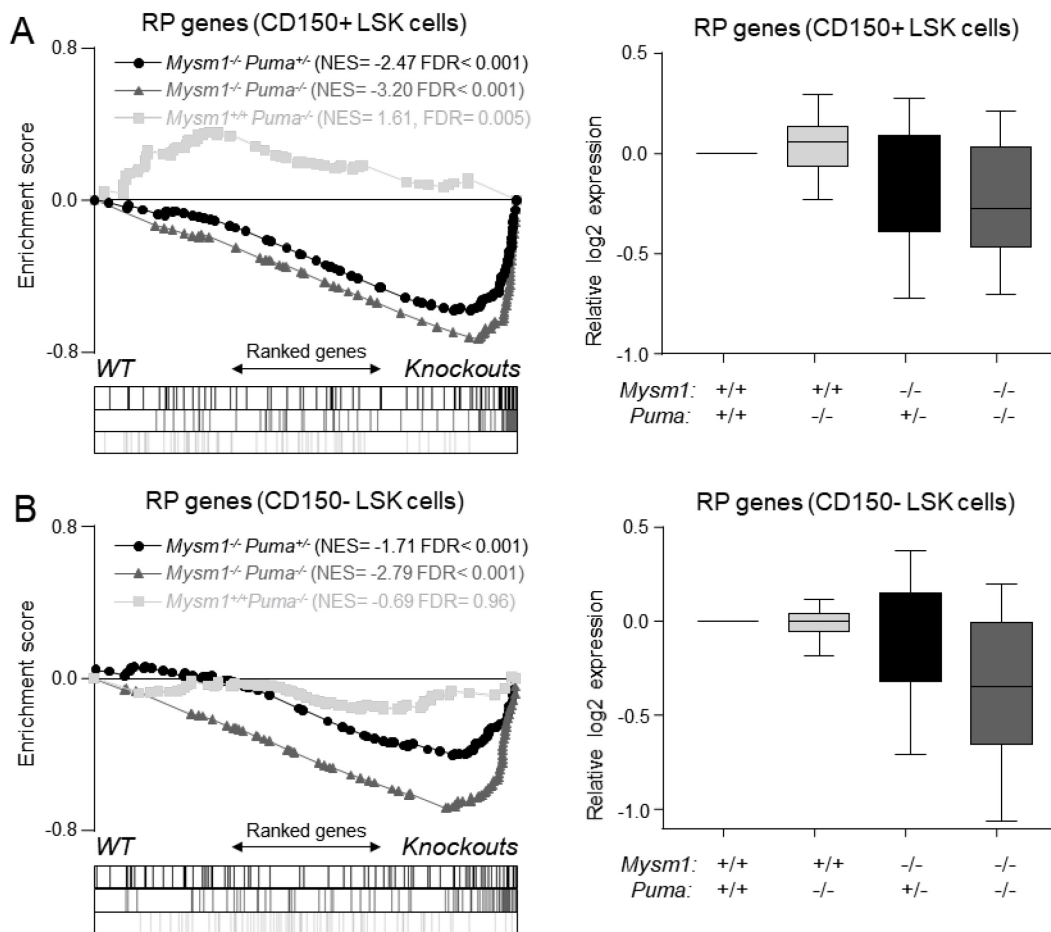 A
RP genes (CD150+ LSK cells)
0.8
0.0
-0.8
Enrichment score
Mysm1-/- Puma+/- (NES= -2.47 FDR< 0.001)
Mysm1-/- Puma-/- (NES= -3.20 FDR< 0.001)
Mysm1+/+ Puma-/- (NES= 1.61, FDR= 0.005)
WT
Ranked genes
Knockouts
RP genes (CD150+ LSK cells)
Relative log2 expression
0.5
0.0
-0.5
-1.0
Mysm1: +/+ +/+ -/- -/-
Puma: +/+ -/- +/- -/-
B
RP genes (CD150- LSK cells)
0.8
0.0
-0.8
Enrichment score
Mysm1-/- Puma+/- (NES= -1.71 FDR< 0.001)
Mysm1-/- Puma-/- (NES= -2.79 FDR< 0.001)
Mysm1+/+Puma-/- (NES= -0.69 FDR= 0.96)
WT
Ranked genes
Knockouts
RP genes (CD150- LSK cells)
Relative log2 expression
0.5
0.0
-0.5
-1.0
Mysm1: +/+ +/+ -/- -/-
Puma: +/+ -/- +/- -/-